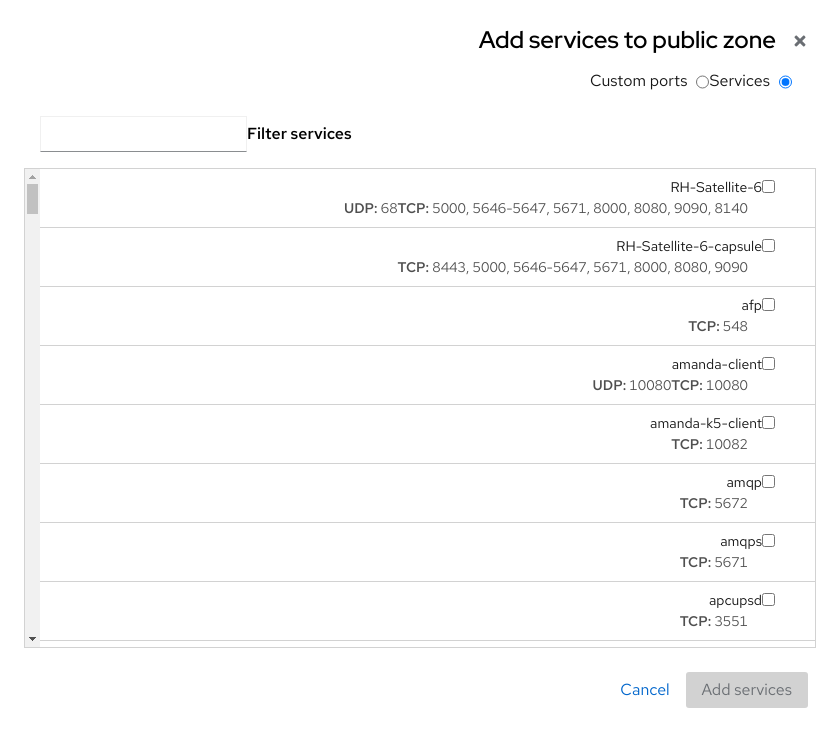 Add services to public zone
Custom ports Services
Filter services
RH-Satellite-6
UDP: 68TCP: 5000, 5646-5647, 5671, 8000, 8080, 9090, 8140
RH-Satellite-6-capsule
TCP: 8443, 5000, 5646-5647, 5671, 8000, 8080, 9090
afp
TCP: 548
amanda-client
UDP: 10080TCP: 10080
amanda-k5-client
TCP: 10082
amqp
TCP: 5672
amqps
TCP: 5671
apcupsd
TCP: 3551
Cancel Add services